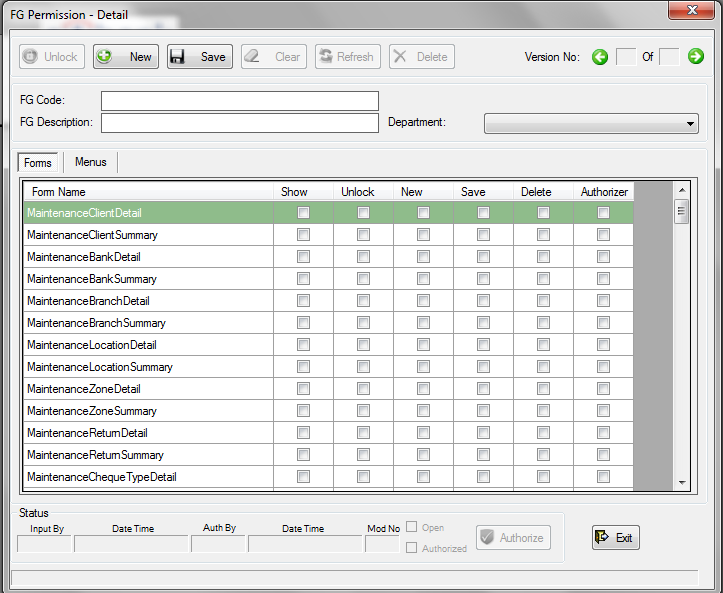 FG Permission - Detail
Unlock New Save Clear Refresh Delete Version No: Of
FG Code:
FG Description: Department:
Forms Menus
Form Name Show Unlock New Save Delete Authorizer
MaintenanceClientDetail
MaintenanceClientSummary
MaintenanceBankDetail
MaintenanceBankSummary
MaintenanceBranchDetail
MaintenanceBranchSummary
MaintenanceLocationDetail
MaintenanceLocationSummary
MaintenanceZoneDetail
MaintenanceZoneSummary
MaintenanceReturnDetail
MaintenanceReturnSummary
MaintenanceChequeTypeDetail
Status
Input By Date Time Auth By Date Time Mod No Open
Authorized Authorize Exit